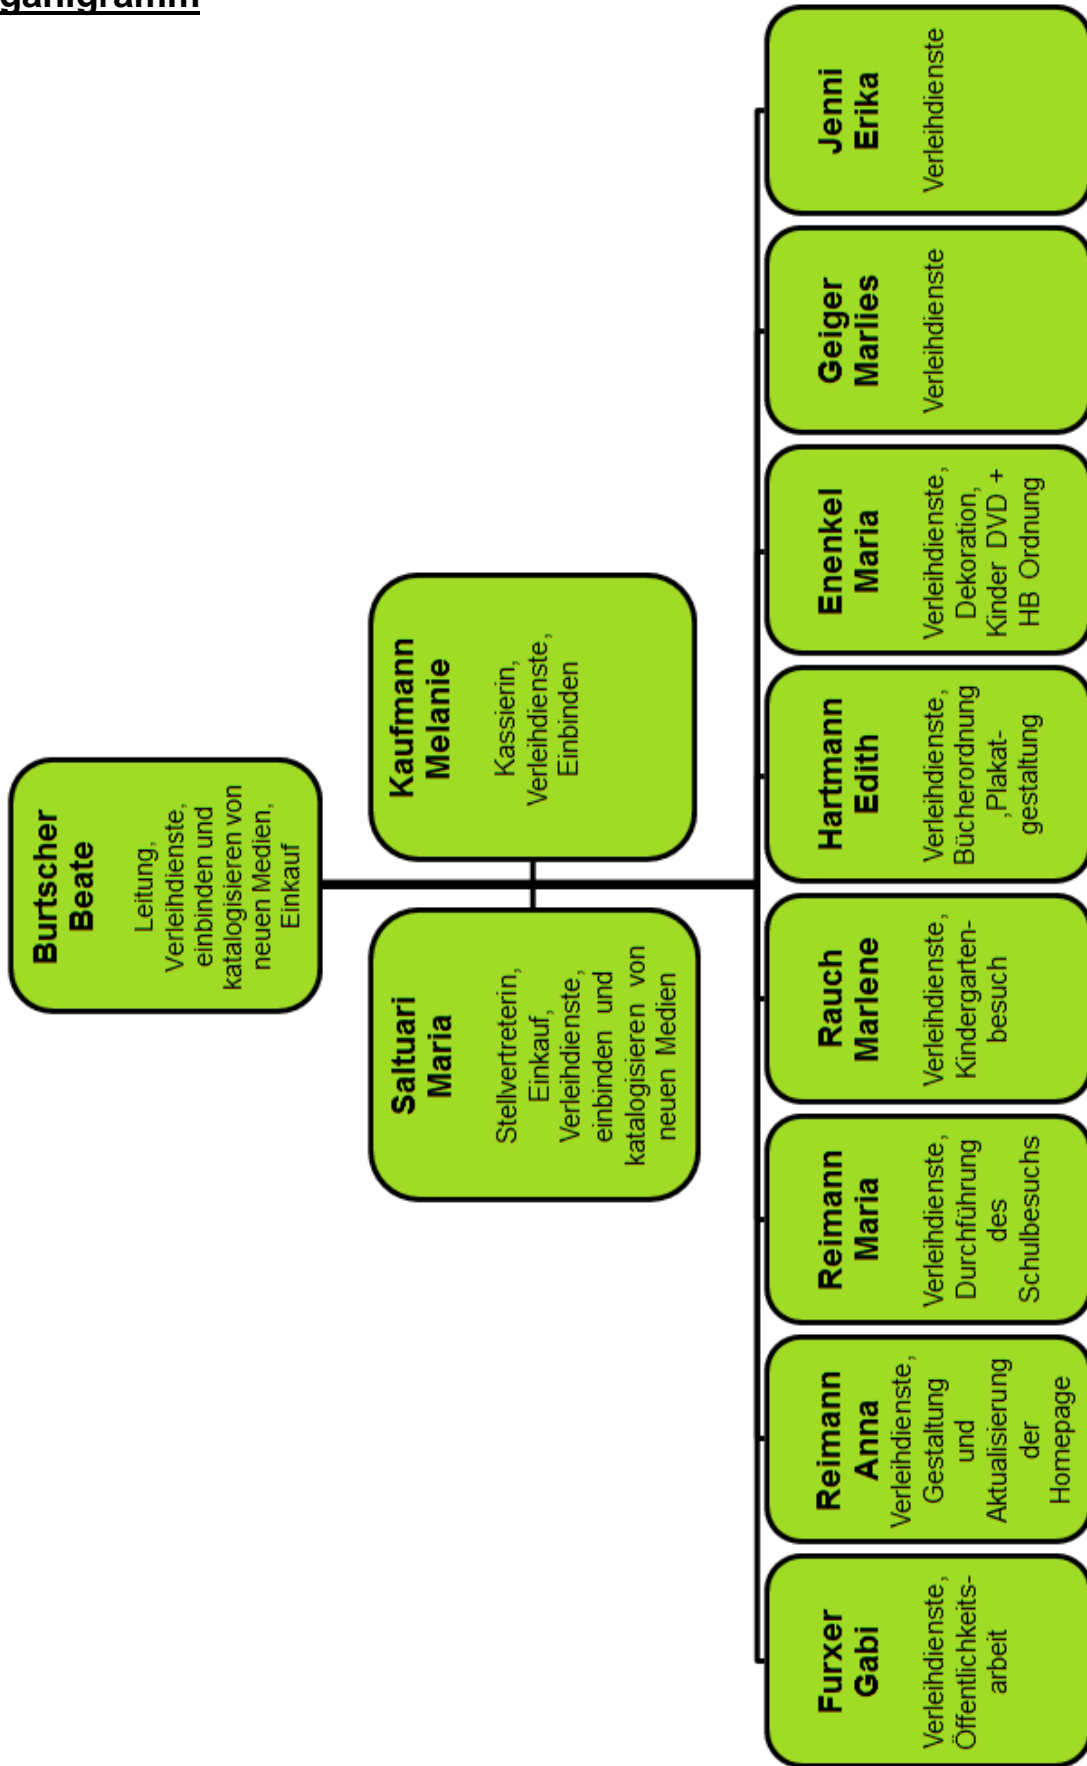 ganigramm
Burtscher
Beate
Leitung,
Verleihdienste,
einbinden und
katalogisieren von
neuen Medien,
Einkauf
Saltuari
Maria
Stellvertreterin,
Einkauf,
Verleihdienste,
einbinden und
katalogisieren von
neuen Medien
Kaufmann
Melanie
Kassierin,
Verleihdienste,
Einbinden
Furxer
Gabi
Verleihdienste,
Öffentlichkeits-
arbeit
Reimann
Anna
Verleihdienste,
Gestaltung
und
Aktualisierung
der
Homepage
Reimann
Maria
Verleihdienste,
Durchführung
des
Schulbesuchs
Rauch
Marlene
Verleihdienste,
Kindergarten-
besuch
Hartmann
Edith
Verleihdienste,
Bücherordnung
,Plakat-
gestaltung
Enenkel
Maria
Verleihdienste,
Dekoration,
Kinder DVD +
HB Ordnung
Geiger
Marlies
Verleihdienste
Jenni
Erika
Verleihdienste